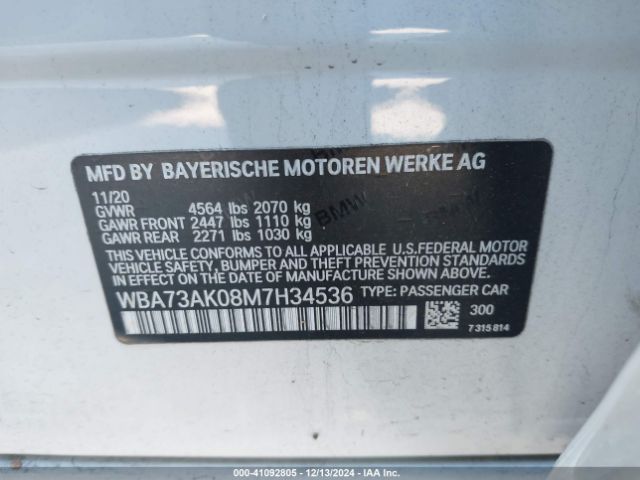 MFD BY BAYERISCHE MOTOREN WERKE AG
11/20
GVWR 4564 lbs 2070 kg
GAWR FRONT 2447 lbs 1110 kg
GAWR REAR 2271 lbs 1030 kg
THIS VEHICLE CONFORMS TO ALL APPLICABLE U.S.FEDERAL MOTOR
VEHICLE SAFETY, BUMPER AND THEFT PREVENTION
STANDARDS IN EFFECT ON THE
DATE OF MANUFACTURE SHOWN ABOVE.
WBA73AK08M7H34536 TYPE: PASSENGER CAR
300
7 315 814
BMW
00-41092805 - 12/13/2024 - IAA Inc.